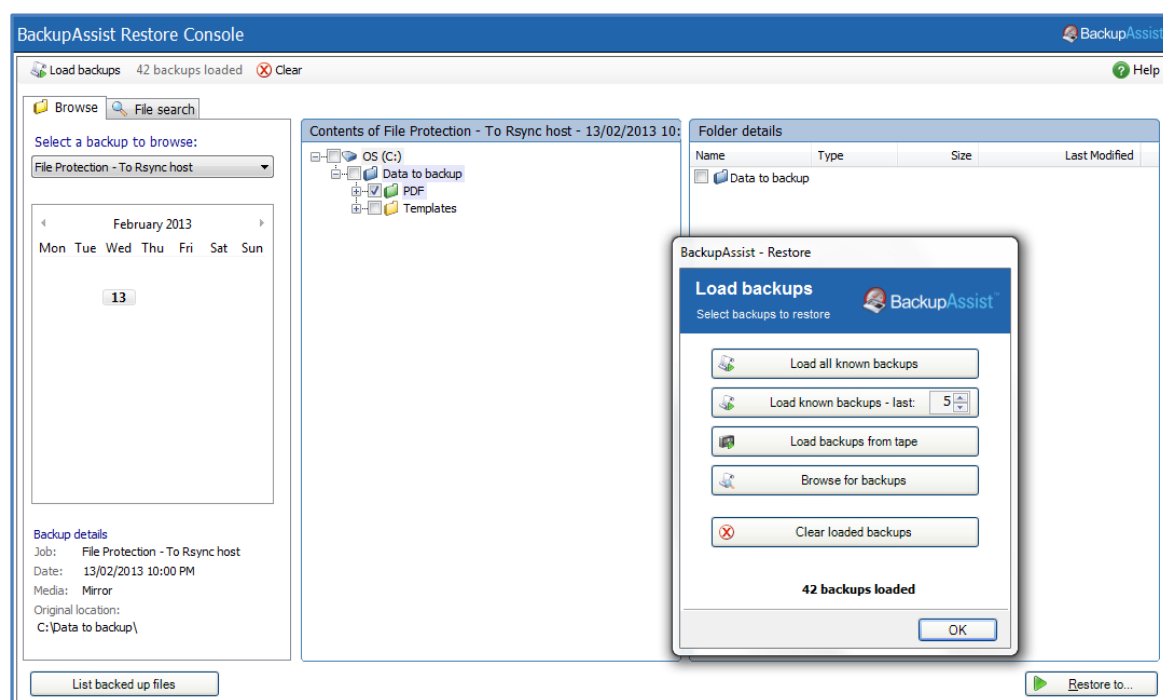 BackupAssist Restore Console
BackupAssist
Load backups 42 backups loaded Clear
Help
Browse File search
Select a backup to browse:
File Protection - To Rsync host
February 2013
Mon Tue Wed Thu Fri Sat Sun
13
Backup details
Job: File Protection - To Rsync host
Date: 13/02/2013 10:00 PM
Media: Mirror
Original location:
C:\Data to backup\
List backed up files
Contents of File Protection - To Rsync host - 13/02/2013 10:
OS (C:)
Data to backup
PDF
Templates
Folder details
Name Type Size Last Modified
Data to backup
BackupAssist - Restore
Load backups
Select backups to restore
BackupAssist™
Load all known backups
Load known backups - last: 5
Load backups from tape
Browse for backups
Clear loaded backups
42 backups loaded
OK
Restore to...